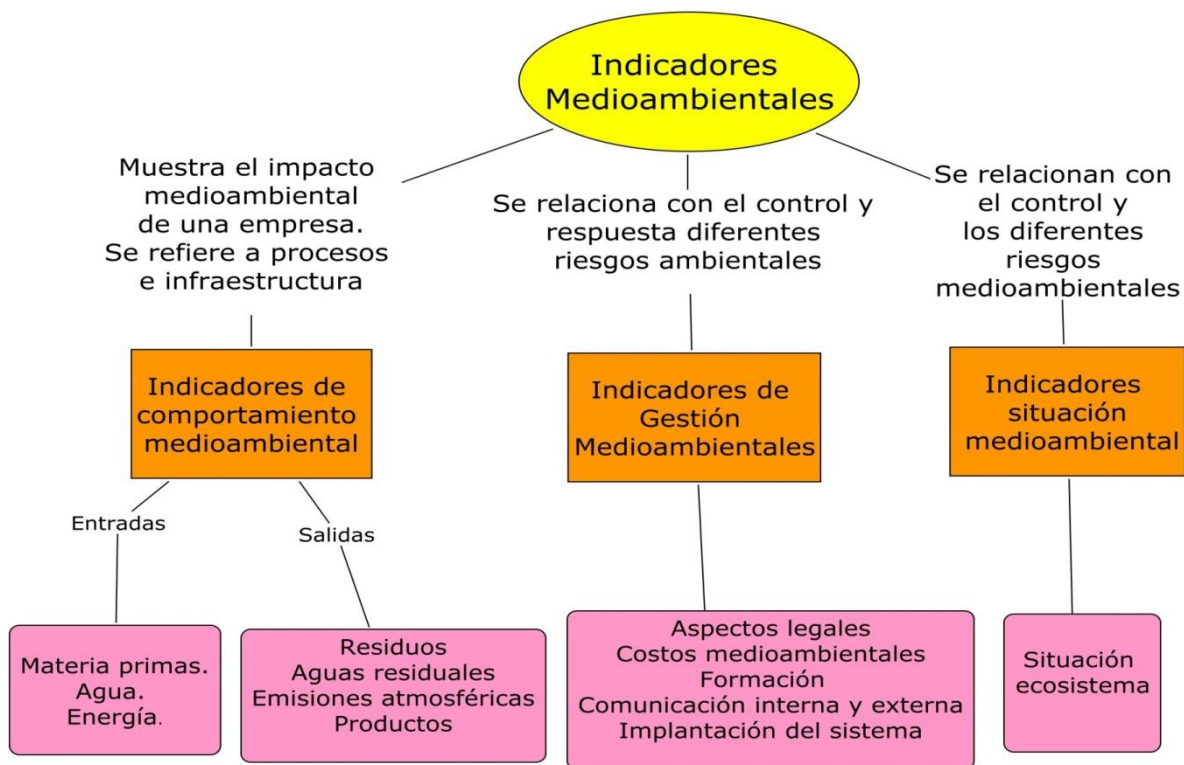 Indicadores
Medioambientales
Muestra el impacto
medioambiental
de una empresa.
Se refiere a procesos
e infraestructura
Se relaciona con el control y
respuesta diferentes
riesgos ambientales
Se relacionan con
el control y
los diferentes
riesgos
medioambientales
Indicadores de
comportamiento
medioambiental
Indicadores de
Gestión
Medioambientales
Indicadores
situación
medioambiental
Entradas
Salidas
Materia primas.
Agua.
Energía.
Residuos
Aguas residuales
Emisiones atmosféricas
Productos
Aspectos legales
Costos medioambientales
Formación
Comunicación interna y externa
Implantación del sistema
Situación
ecosistema